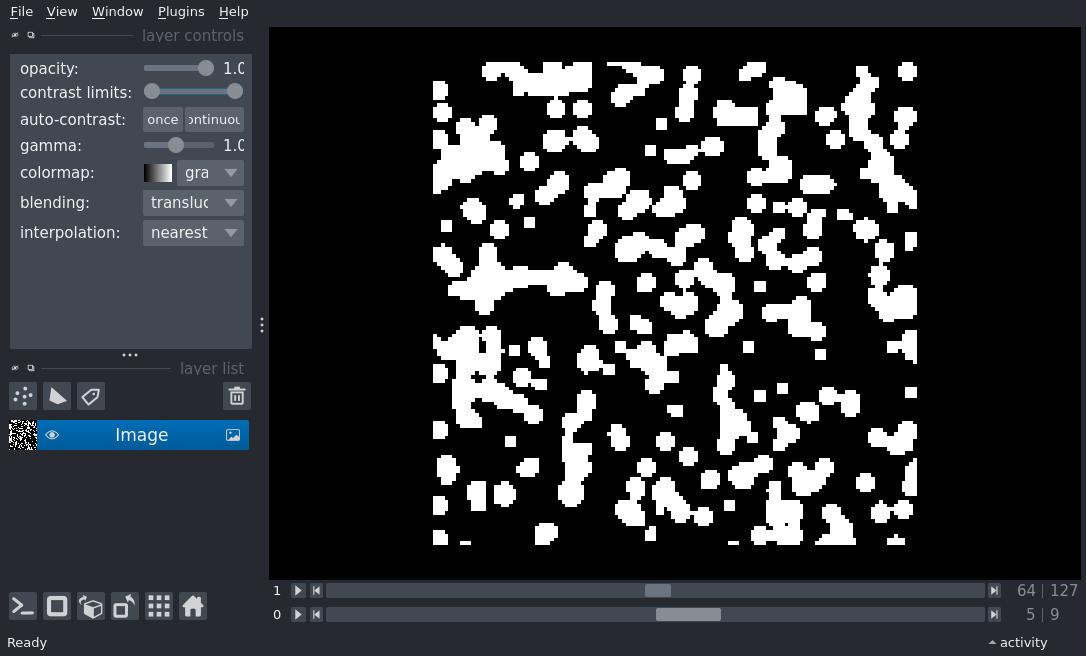 File View Window Plugins Help
layer controls
opacity: 1.0
contrast limits:
auto-contrast: once ontinuou
gamma: 1.0
colormap: gra
blending: transluc
interpolation: nearest
layer list
Image
1 64 | 127
0 5 | 9
Ready activity